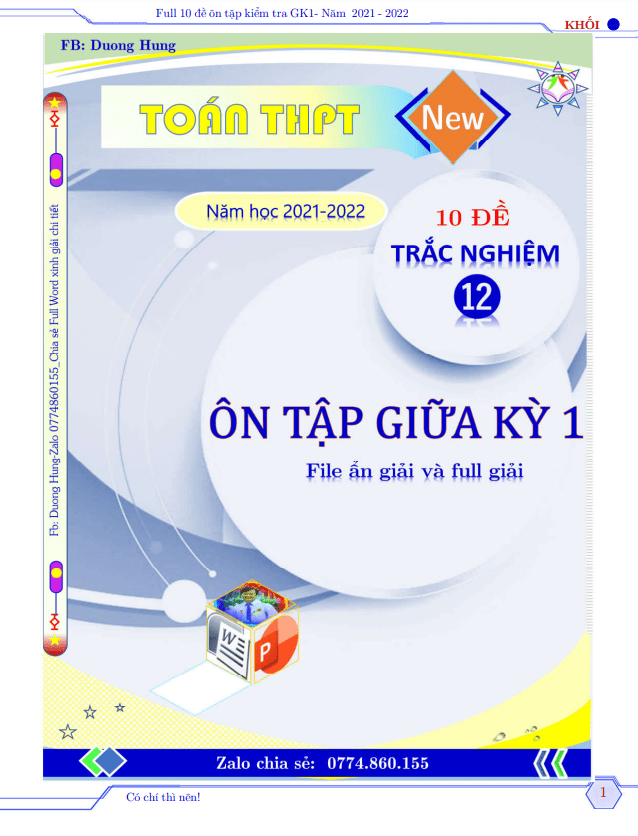 Full 10 đề ôn tập kiểm tra GK1- Năm 2021 - 2022
KHỐI
FB: Duong Hung
TOÁN THPT
New
Năm học 2021-2022
10 ĐỀ
TRẮC NGHIỆM
12
Fb: Duong Hung-Zalo 0774860155_Chia sẻ Full Word xinh giải chi tiết
ÔN TẬP GIỮA KỲ 1
File ẩn giải và full giải
W
P
Zalo chia sẻ: 0774.860.155
Có chí thì nên!
1